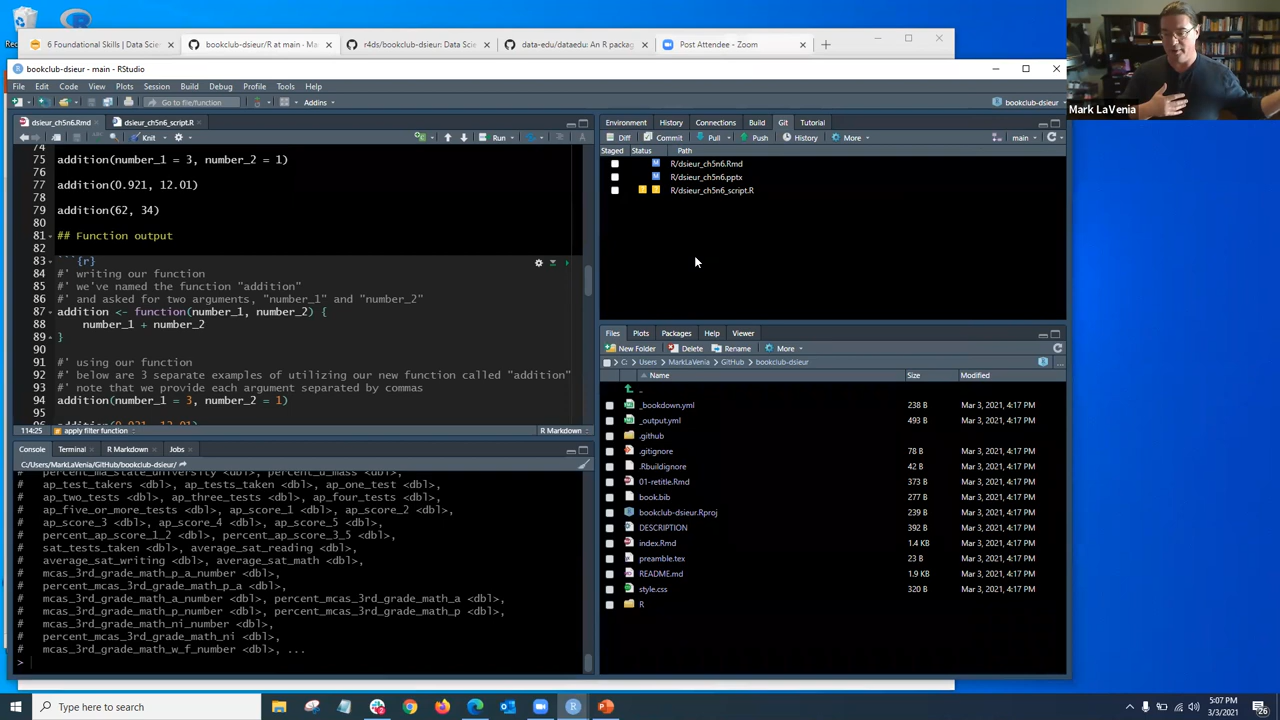 Rec
6 Foundational Skills | Data Scie
bookclub-dsieur/R at main · Mar
r4ds/bookclub-dsieur: Data Scie
data-edu/dataedu: An R packag
Post Attendee - Zoom
bookclub-dsieur - main - RStudio
File Edit Code View Plots Session Build Debug Profile Tools Help
Go to file/function
Addins
bookclub-dsieur
dsieur_ch5n6.Rmd
dsieur_ch5n6_script.R
Knit
Run
74
75 addition(number_1 = 3, number_2 = 1)
76
77 addition(0.921, 12.01)
78
79 addition(62, 34)
80
81 ## Function output
82
83 ```{r}
84 #' writing our function
85 #' we've named the function "addition"
86 #' and asked for two arguments, "number_1" and "number_2"
87 addition <- function(number_1, number_2) {
88 number_1 + number_2
89 }
90
91 #' using our function
92 #' below are 3 separate examples of utilizing our new function called "addition"
93 #' note that we provide each argument separated by commas
94 addition(number_1 = 3, number_2 = 1)
95
96 addition(0.921, 12.01)
114:25 apply filter function R Markdown
Console Terminal R Markdown Jobs
C:/Users/MarkLaVenia/GitHub/bookclub-dsieur/
# percent_ma_state_university <dbl>, percent_u_mass <dbl>,
# ap_test_takers <dbl>, ap_tests_taken <dbl>, ap_one_test <dbl>,
# ap_two_tests <dbl>, ap_three_tests <dbl>, ap_four_tests <dbl>,
# ap_five_or_more_tests <dbl>, ap_score_1 <dbl>, ap_score_2 <dbl>,
# ap_score_3 <dbl>, ap_score_4 <dbl>, ap_score_5 <dbl>,
# percent_ap_score_1_2 <dbl>, percent_ap_score_3_5 <dbl>,
# sat_tests_taken <dbl>, average_sat_reading <dbl>,
# average_sat_writing <dbl>, average_sat_math <dbl>,
# mcas_3rd_grade_math_p_a_number <dbl>,
# percent_mcas_3rd_grade_math_p_a <dbl>,
# mcas_3rd_grade_math_a_number <dbl>, percent_mcas_3rd_grade_math_a <dbl>,
# mcas_3rd_grade_math_p_number <dbl>, percent_mcas_3rd_grade_math_p <dbl>,
# mcas_3rd_grade_math_ni_number <dbl>,
# percent_mcas_3rd_grade_math_ni <dbl>,
# mcas_3rd_grade_math_w_f_number <dbl>, ...
>
Environment History Connections Build Git Tutorial
Diff Commit Pull Push History More main
Staged Status Path
M R/dsieur_ch5n6.Rmd
M R/dsieur_ch5n6.pptx
? ? R/dsieur_ch5n6_script.R
Files Plots Packages Help Viewer
New Folder Delete Rename More
C: Users MarkLaVenia GitHub bookclub-dsieur
Name Size Modified
..
_bookdown.yml 238 B Mar 3, 2021, 4:17 PM
_output.yml 493 B Mar 3, 2021, 4:17 PM
.github
.gitignore 78 B Mar 3, 2021, 4:17 PM
.Rbuildignore 42 B Mar 3, 2021, 4:17 PM
01-retitle.Rmd 373 B Mar 3, 2021, 4:17 PM
book.bib 277 B Mar 3, 2021, 4:17 PM
bookclub-dsieur.Rproj 239 B Mar 3, 2021, 4:17 PM
DESCRIPTION 392 B Mar 3, 2021, 4:17 PM
index.Rmd 1.4 KB Mar 3, 2021, 4:17 PM
preamble.tex 23 B Mar 3, 2021, 4:17 PM
README.md 1.9 KB Mar 3, 2021, 4:17 PM
style.css 320 B Mar 3, 2021, 4:17 PM
R
Mark LaVenia
Type here to search
5:07 PM
3/3/2021
26